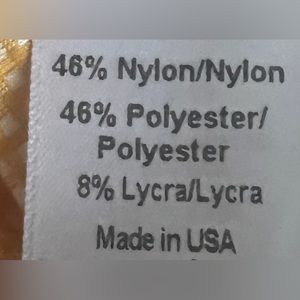 46% Nylon/Nylon
46% Polyester/
Polyester
8% Lycra/Lycra
Made in USA